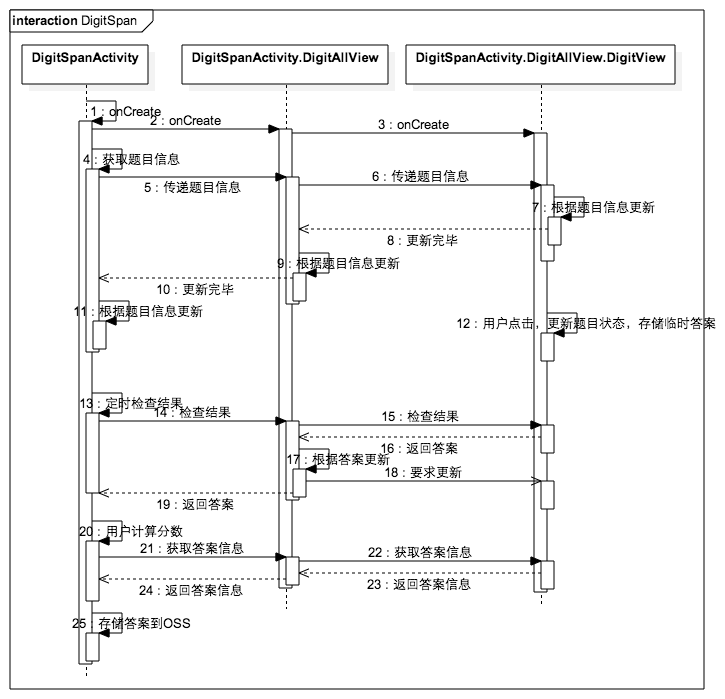 interaction DigitSpan
DigitSpanActivity
DigitSpanActivity.DigitAllView
DigitSpanActivity.DigitAllView.DigitView
1 : onCreate
2 : onCreate
3 : onCreate
4 : 获取题目信息
5 : 传递题目信息
6 : 传递题目信息
7 : 根据题目信息更新
8 : 更新完毕
9 : 根据题目信息更新
10 : 更新完毕
11 : 根据题目信息更新
12 : 用户点击，更新题目状态，存储临时答案
13 : 定时检查结果
14 : 检查结果
15 : 检查结果
16 : 返回答案
17 : 根据答案更新
18 : 要求更新
19 : 返回答案
20 : 用户计算分数
21 : 获取答案信息
22 : 获取答案信息
23 : 返回答案信息
24 : 返回答案信息
25 : 存储答案到OSS